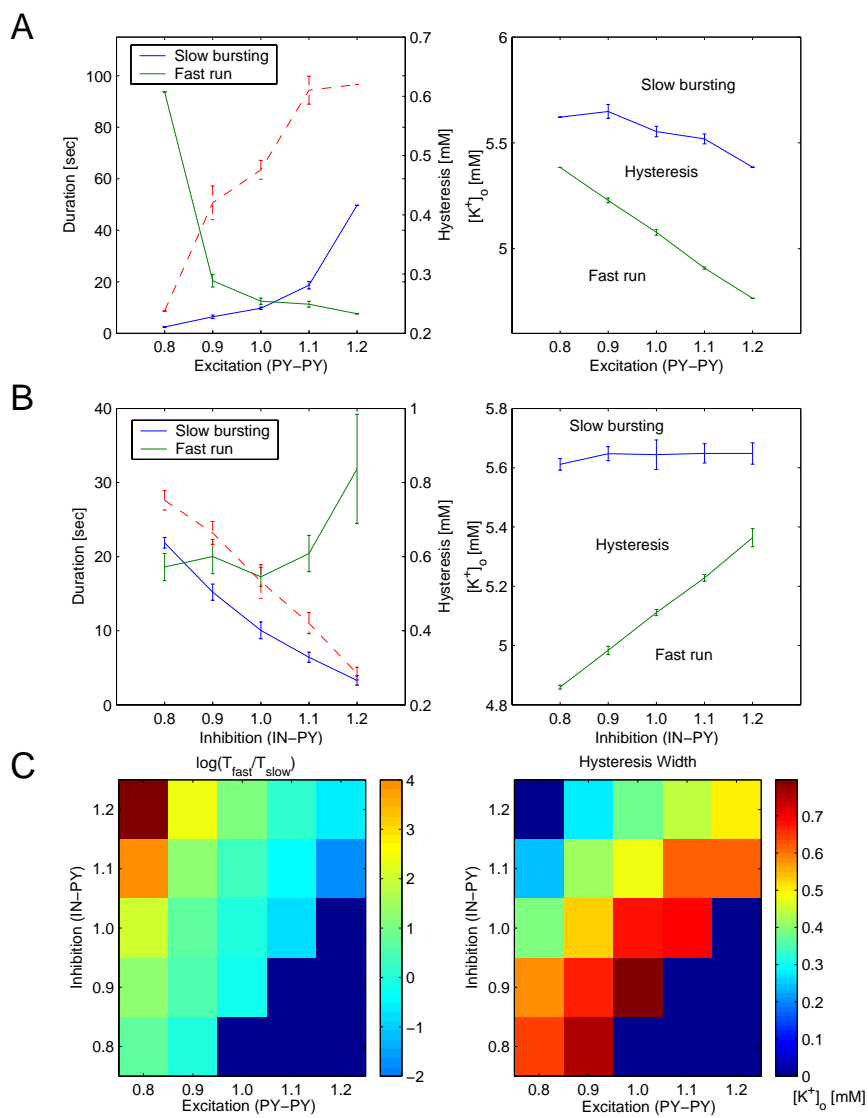 A
Slow bursting
Fast run
Duration [sec]
0
20
40
60
80
100
0.2
0.3
0.4
0.5
0.6
0.7
Hysteresis [mM]
0.8
0.9
1.0
1.1
1.2
Excitation (PY−PY)
Slow bursting
Hysteresis
Fast run
[K+]o [mM]
5
5.5
6
0.8
0.9
1.0
1.1
1.2
Excitation (PY−PY)
B
Slow bursting
Fast run
Duration [sec]
0
10
20
30
40
0.2
0.4
0.6
0.8
1
Hysteresis [mM]
0.8
0.9
1.0
1.1
1.2
Inhibition (IN−PY)
Slow bursting
Hysteresis
Fast run
[K+]o [mM]
4.8
5
5.2
5.4
5.6
5.8
0.8
0.9
1.0
1.1
1.2
Inhibition (IN−PY)
C
log(Tfast/Tslow)
Inhibition (IN−PY)
1.2
1.1
1.0
0.9
0.8
0.8
0.9
1.0
1.1
1.2
Excitation (PY−PY)
4
3
2
1
0
−1
−2
Hysteresis Width
Inhibition (IN−PY)
1.2
1.1
1.0
0.9
0.8
0.8
0.9
1.0
1.1
1.2
Excitation (PY−PY)
0.7
0.6
0.5
0.4
0.3
0.2
0.1
0
[K+]o [mM]